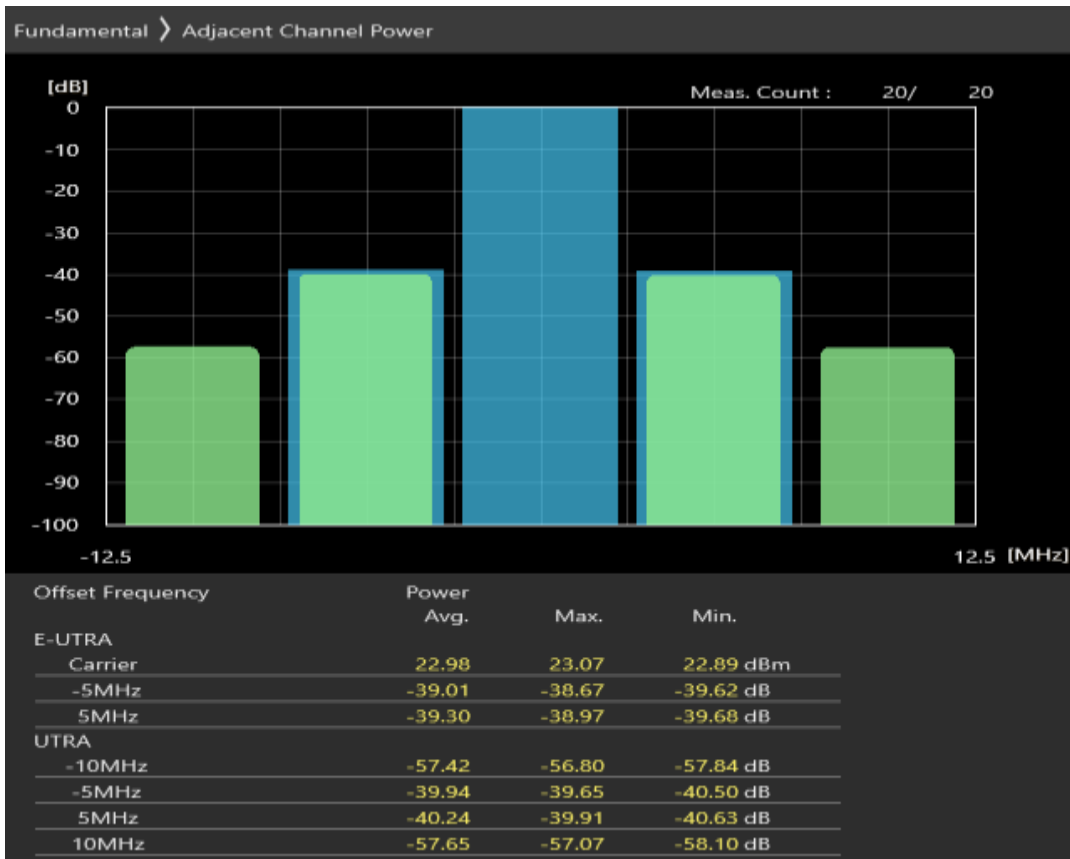 Fundamental 〉 Adjacent Channel Power
[dB]
Meas. Count : 20/ 20
0
-10
-20
-30
-40
-50
-60
-70
-80
-90
-100
-12.5 12.5 [MHz]
Offset Frequency Power
Avg. Max. Min.
E-UTRA
Carrier 22.98 23.07 22.89 dBm
-5MHz -39.01 -38.67 -39.62 dB
5MHz -39.30 -38.97 -39.68 dB
UTRA
-10MHz -57.42 -56.80 -57.84 dB
-5MHz -39.94 -39.65 -40.50 dB
5MHz -40.24 -39.91 -40.63 dB
10MHz -57.65 -57.07 -58.10 dB